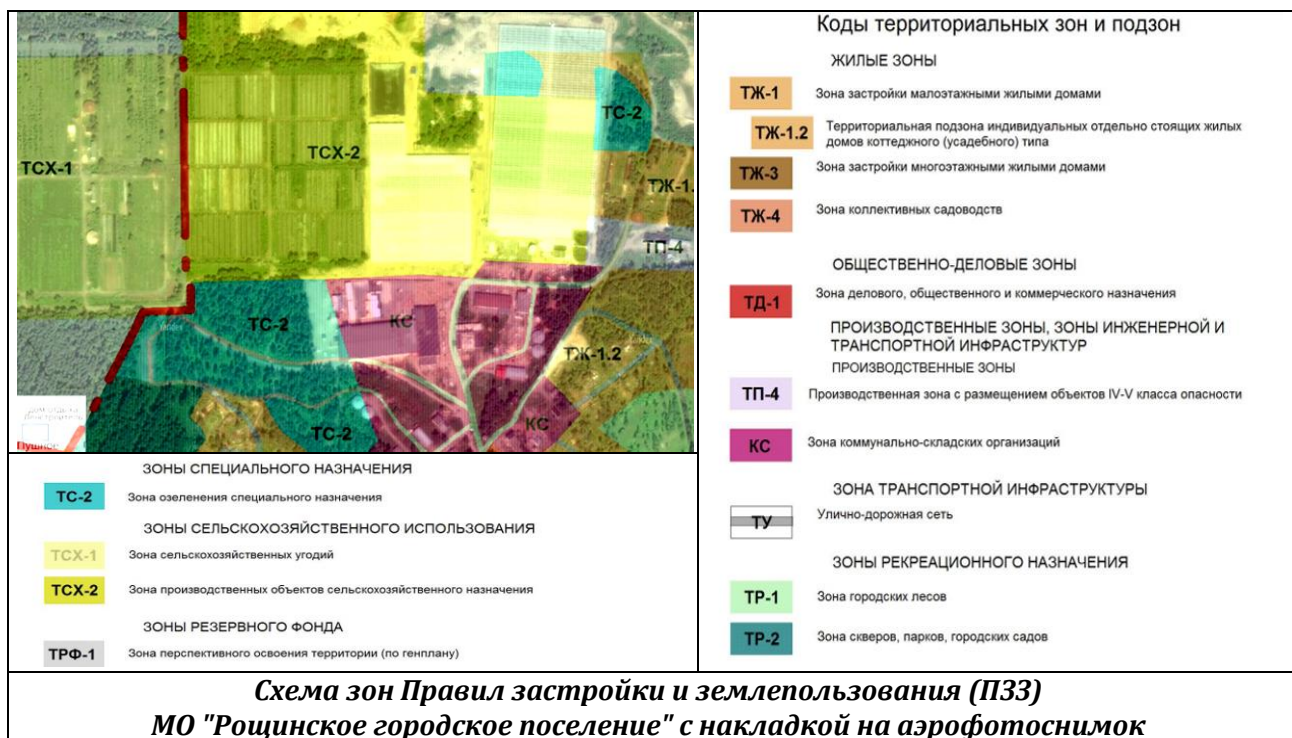 ТС-2
ТСХ-1
ТСХ-2
ТЖ-1.
ТП-4
ТС-2
КС
ТЖ-1.2
ТС-2
КС
Коды территориальных зон и подзон
ЖИЛЫЕ ЗОНЫ
ТЖ-1 Зона застройки малоэтажными жилыми домами
ТЖ-1.2 Территориальная подзона индивидуальных отдельно стоящих жилых
домов коттеджного (усадебного) типа
ТЖ-3 Зона застройки многоэтажными жилыми домами
ТЖ-4 Зона коллективных садоводств
ОБЩЕСТВЕННО-ДЕЛОВЫЕ ЗОНЫ
ТД-1 Зона делового, общественного и коммерческого назначения
ПРОИЗВОДСТВЕННЫЕ ЗОНЫ, ЗОНЫ ИНЖЕНЕРНОЙ И
ТРАНСПОРТНОЙ ИНФРАСТРУКТУР
ПРОИЗВОДСТВЕННЫЕ ЗОНЫ
ТП-4 Производственная зона с размещением объектов IV-V класса опасности
КС Зона коммунально-складских организаций
ЗОНА ТРАНСПОРТНОЙ ИНФРАСТРУКТУРЫ
ТУ Улично-дорожная сеть
ЗОНЫ РЕКРЕАЦИОННОГО НАЗНАЧЕНИЯ
ТР-1 Зона городских лесов
ТР-2 Зона скверов, парков, городских садов
ЗОНЫ СПЕЦИАЛЬНОГО НАЗНАЧЕНИЯ
ТС-2 Зона озеленения специального назначения
ЗОНЫ СЕЛЬСКОХОЗЯЙСТВЕННОГО ИСПОЛЬЗОВАНИЯ
ТСХ-1 Зона сельскохозяйственных угодий
ТСХ-2 Зона производственных объектов сельскохозяйственного назначения
ЗОНЫ РЕЗЕРВНОГО ФОНДА
ТРФ-1 Зона перспективного освоения территории (по генплану)
Схема зон Правил застройки и землепользования (ПЗЗ)
МО "Рощинское городское поселение" с накладкой на аэрофотоснимок